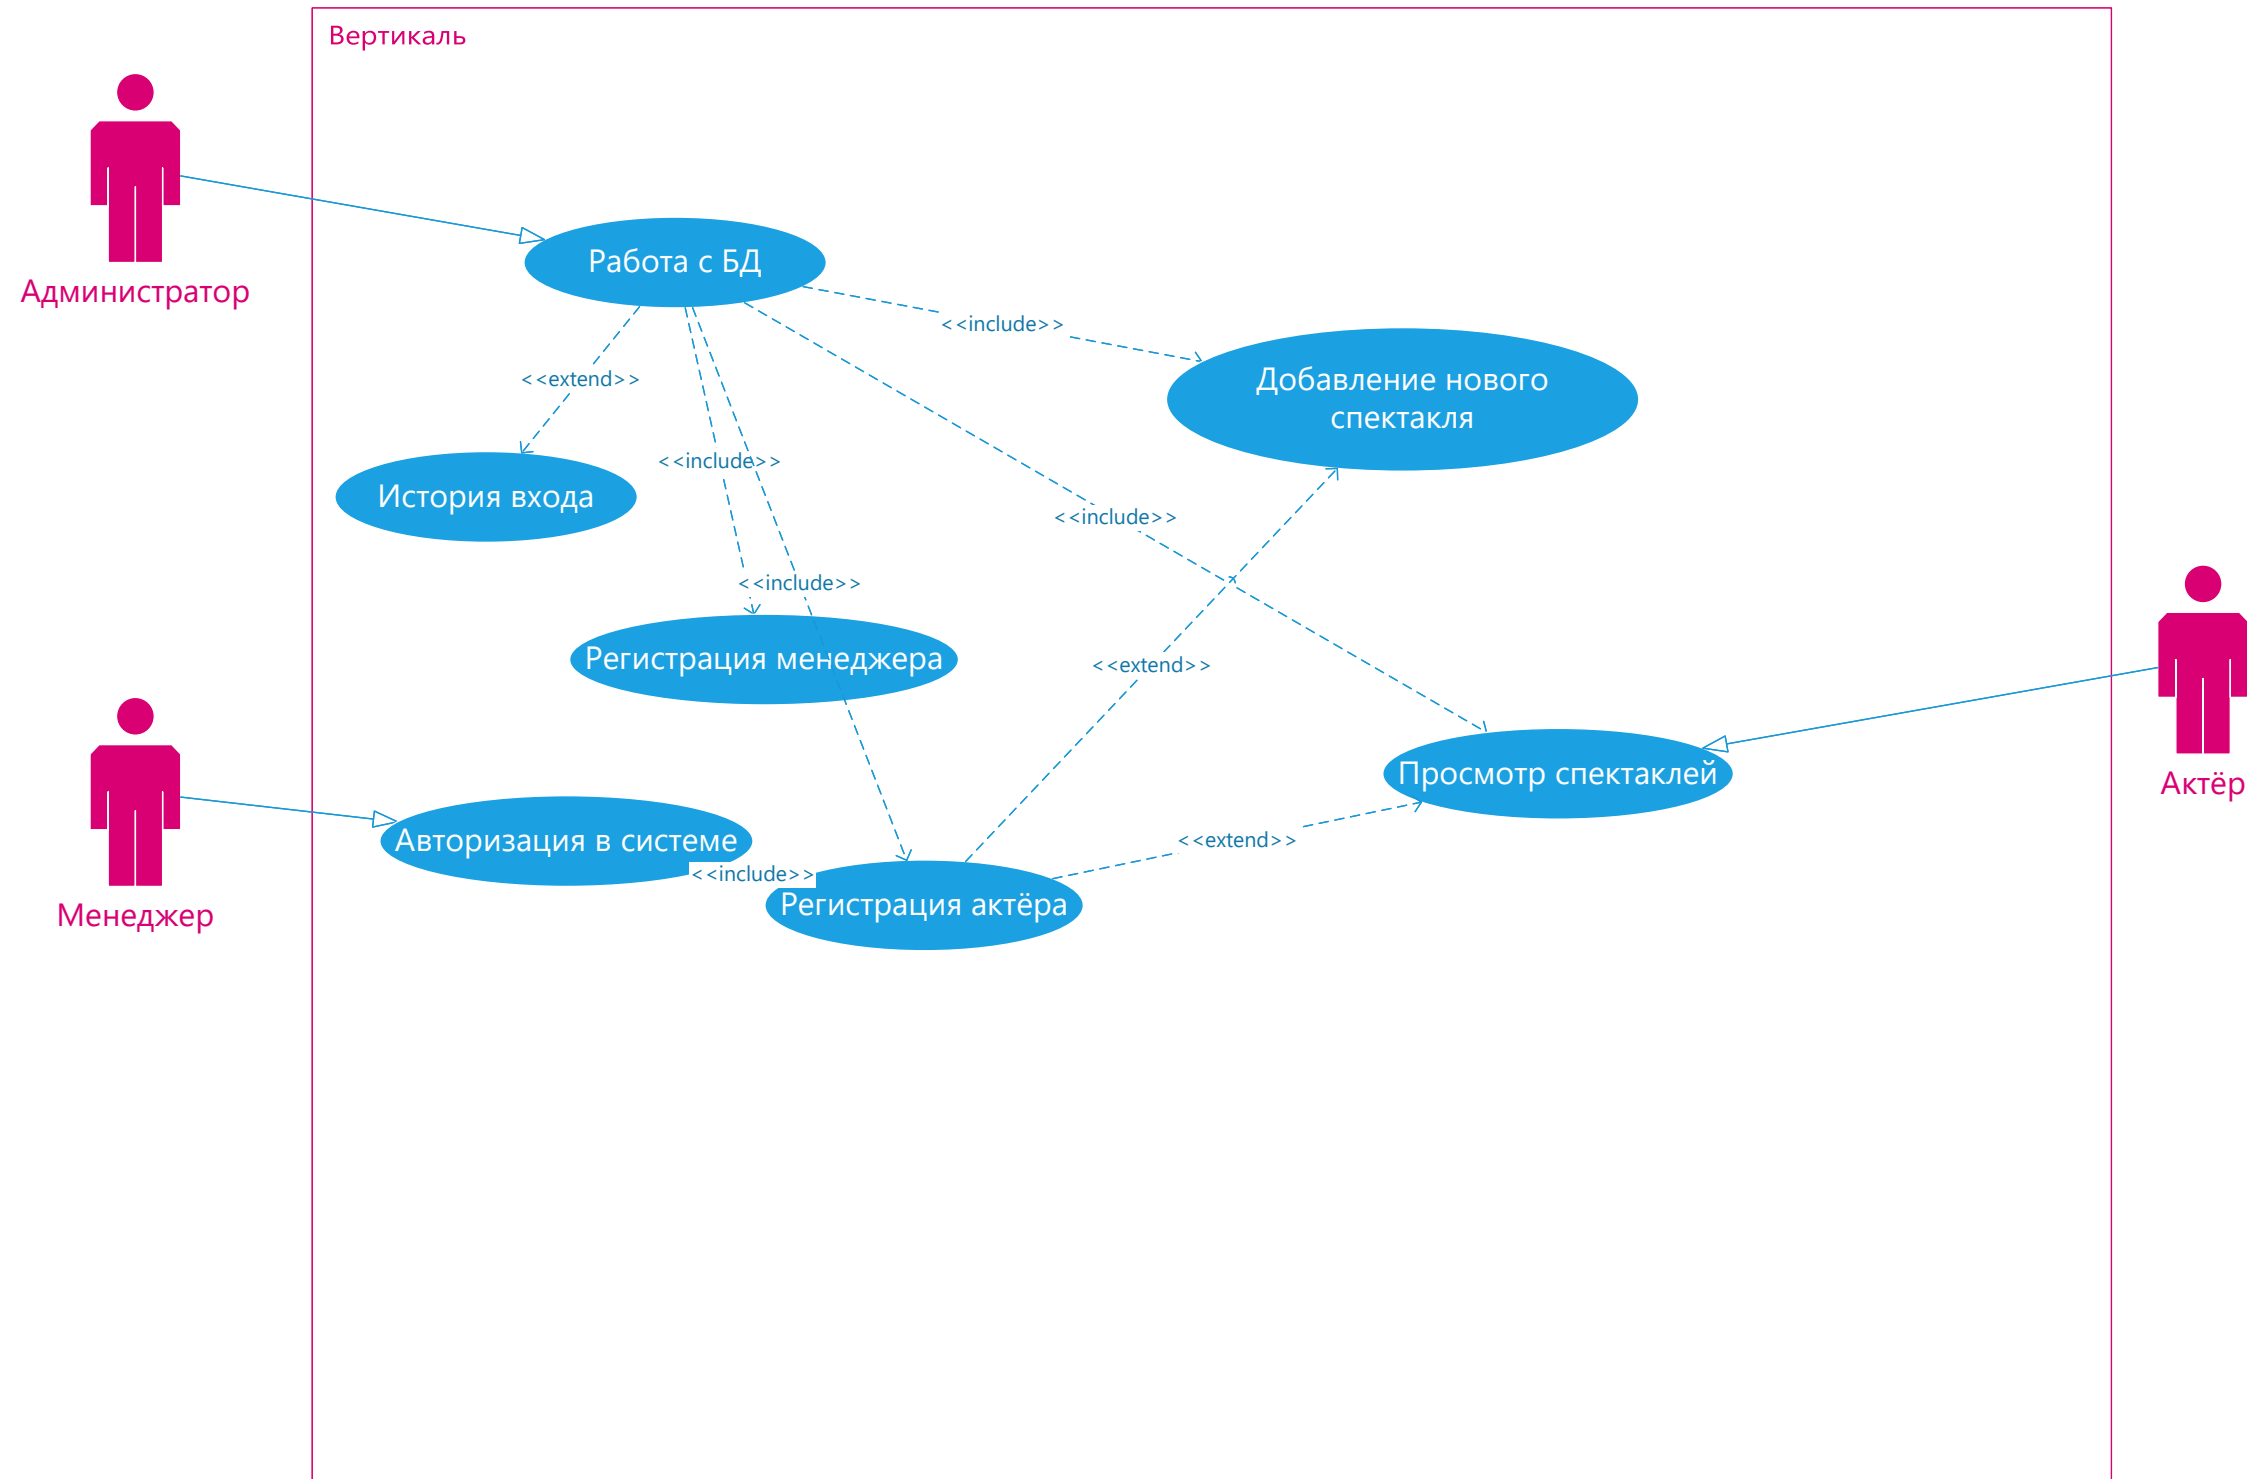 Вертикаль
Администратор
Работа с БД
<<include>>
Добавление нового
спектакля
<<extend>>
<<include>>
История входа
<<include>>
<<include>>
Регистрация менеджера
<<extend>>
Просмотр спектаклей
Актёр
Авторизация в системе
<<extend>>
<<include>>
Регистрация актёра
Менеджер